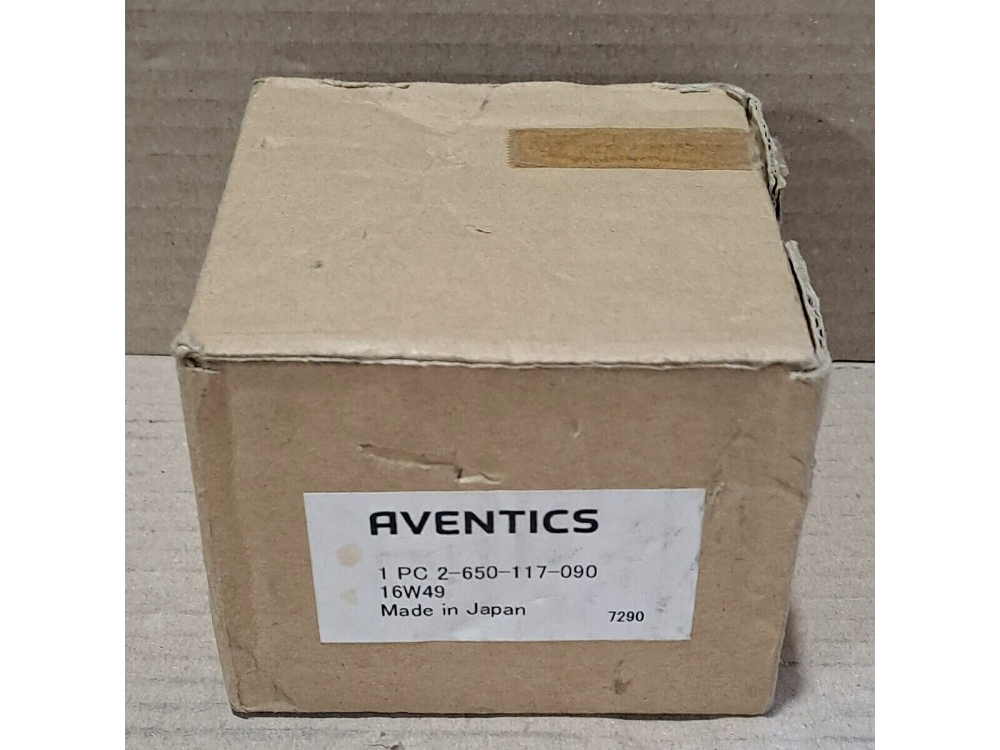 AVENTICS
1 PC 2-650-117-090
16W49
Made in Japan
7290